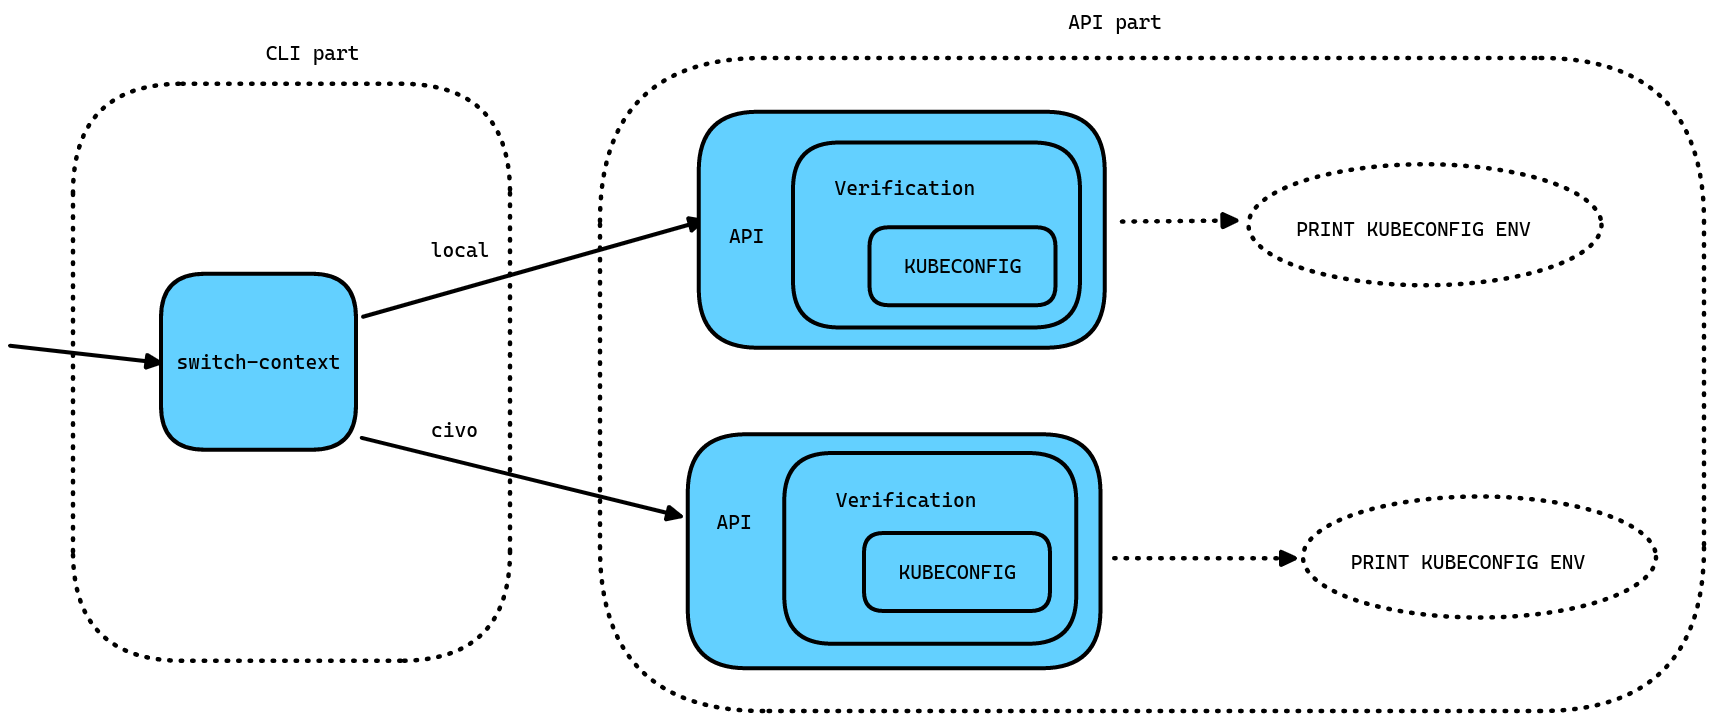 API part
CLI part
Verification
local
API
KUBECONFIG
PRINT KUBECONFIG ENV
switch-context
civo
Verification
API
KUBECONFIG
PRINT KUBECONFIG ENV